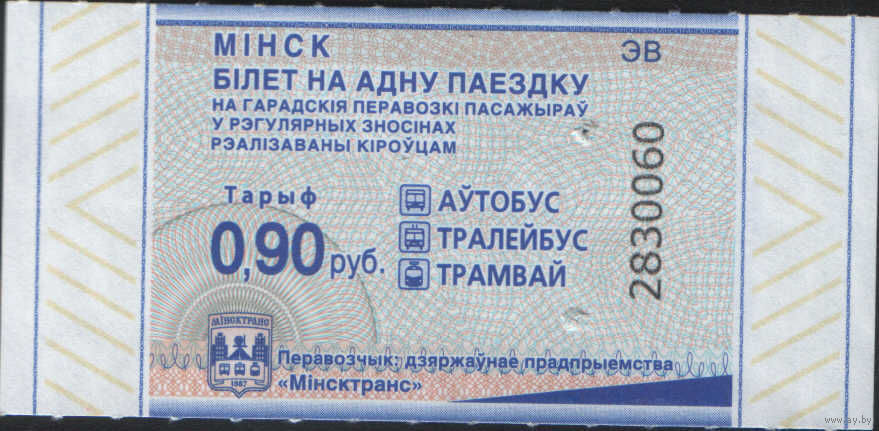 МІНСК
ЭВ
БІЛЕТ НА АДНУ ПАЕЗДКУ
НА ГАРАДСКІЯ ПЕРАВОЗКІ ПАСАЖЫРАЎ
У РЭГУЛЯРНЫХ ЗНОСІНАХ
РЭАЛІЗАВАНЫ КІРОЎЦАМ
Тарыф
0,90 руб.
АЎТОБУС
ТРАЛЕЙБУС
ТРАМВАЙ
2830060
МІНСКТРАНС
1887
Перавозчык: дзяржаўнае прадпрыемства
«Мінсктранс»
www.ay.by